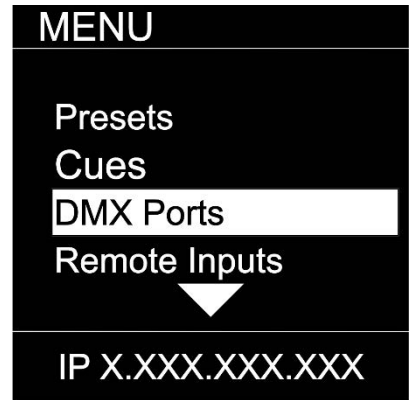 MENU
Presets
Cues
DMX Ports
Remote Inputs
IP X.XXX.XXX.XXX